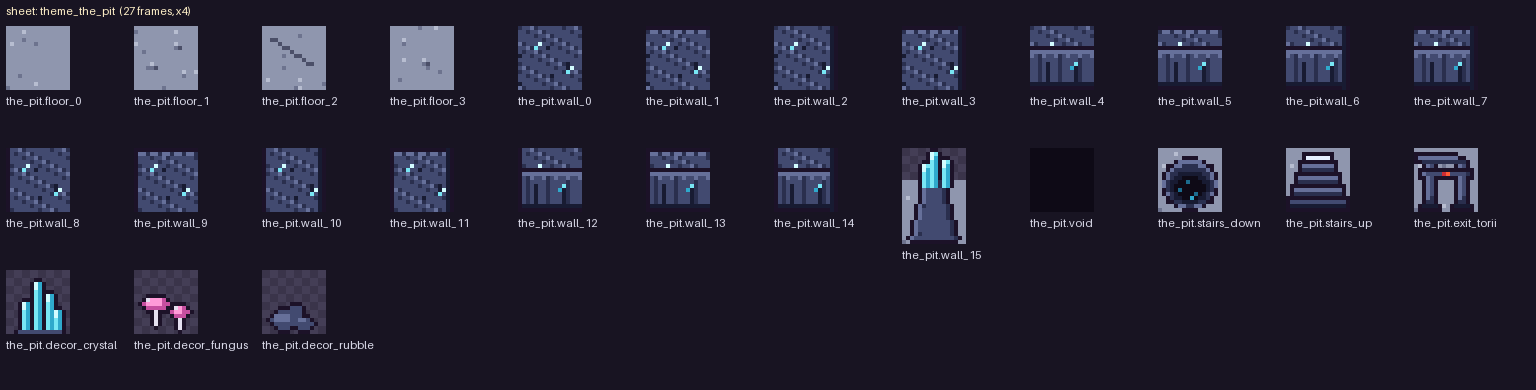 sheet: theme_the_pit (27frames, x4)
the_pit.floor_0 the_pit.floor_1 the_pit.floor_2 the_pit.floor_3 the_pit.wall_0 the_pit.wall_1 the_pit.wall_2 the_pit.wall_3 the_pit.wall_4 the_pit.wall_5 the_pit.wall_6 the_pit.wall_7
the_pit.wall_8 the_pit.wall_9 the_pit.wall_10 the_pit.wall_11 the_pit.wall_12 the_pit.wall_13 the_pit.wall_14 the_pit.wall_15 the_pit.void the_pit.stairs_down the_pit.stairs_up the_pit.exit_torii
the_pit.decor_crystal the_pit.decor_fungus the_pit.decor_rubble